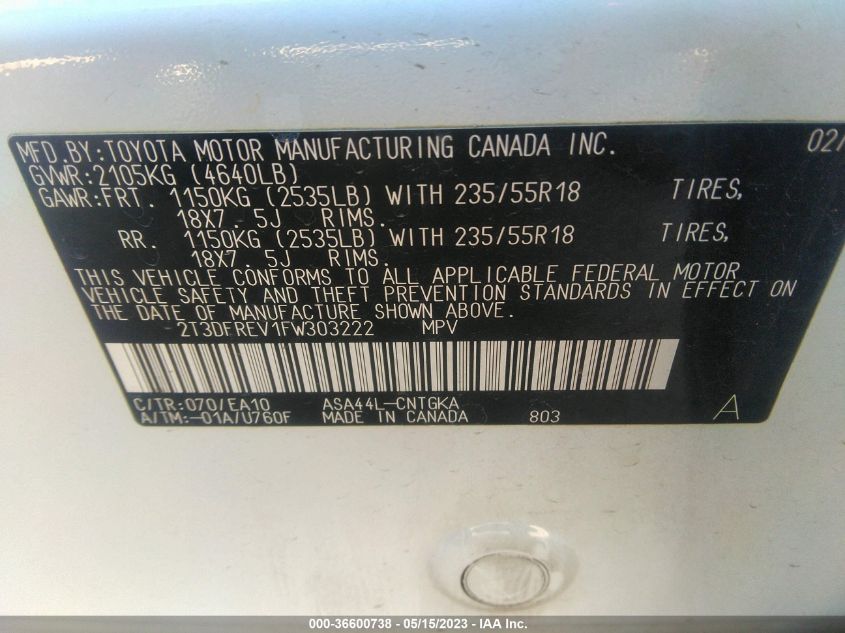 MFD.BY:TOYOTA MOTOR MANUFACTURING CANADA INC. 02/
GVWR:2105KG (4640LB)
GAWR:FRT. 1150KG (2535LB) WITH 235/55R18 TIRES,
18X7.5J RIMS.
RR. 1150KG (2535LB) WITH 235/55R18 TIRES,
18X7.5J RIMS.
THIS VEHICLE CONFORMS TO ALL APPLICABLE FEDERAL MOTOR
VEHICLE SAFETY AND THEFT PREVENTION STANDARDS IN EFFECT ON
THE DATE OF MANUFACTURE SHOWN ABOVE.
2T3DFREV1FW303222 MPV
C/TR:070/EA10 ASA44L-CNTGKA
A/TM:-01A/U760F MADE IN CANADA 803 A
000-36600738 - 05/15/2023 - IAA Inc.